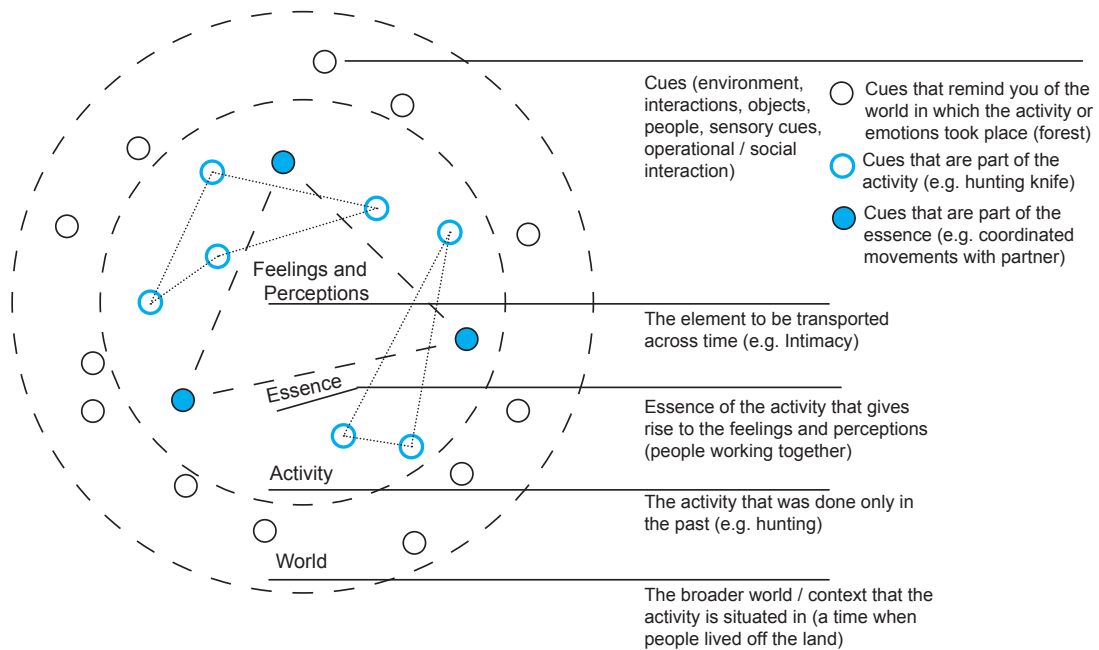 Cues (environment,
interactions, objects,
people, sensory cues,
operational / social
interaction)
Cues that remind you of the
world in which the activity or
emotions took place (forest)
Cues that are part of the
activity (e.g. hunting knife)
Cues that are part of the
essence (e.g. coordinated
movements with partner)
Feelings and
Perceptions
The element to be transported
across time (e.g. Intimacy)
Essence
Essence of the activity that gives
rise to the feelings and perceptions
(people working together)
Activity
The activity that was done only in
the past (e.g. hunting)
World
The broader world / context that the
activity is situated in (a time when
people lived off the land)